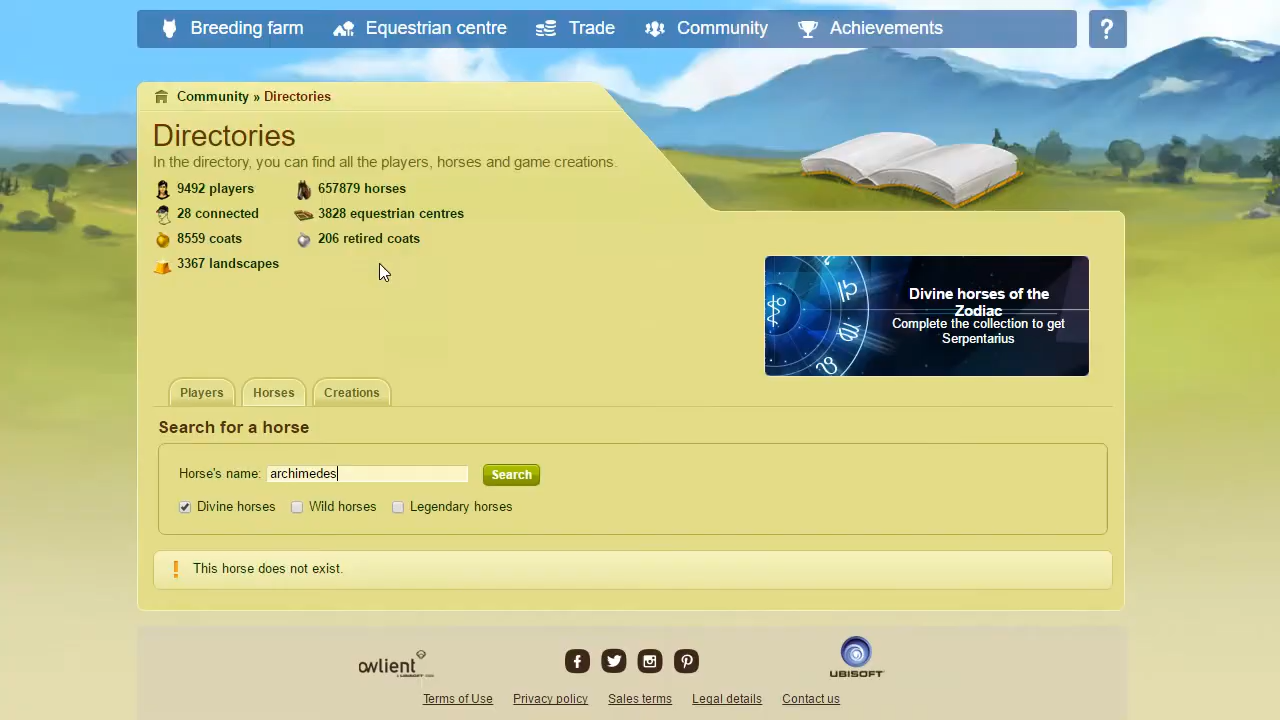 Breeding farm Equestrian centre Trade Community Achievements ?
Community » Directories
Directories
In the directory, you can find all the players, horses and game creations.
9492 players 657879 horses
28 connected 3828 equestrian centres
8559 coats 206 retired coats
3367 landscapes
Divine horses of the
Zodiac
Complete the collection to get
Serpentarius
Players Horses Creations
Search for a horse
Horse's name: archimedes Search
Divine horses Wild horses Legendary horses
This horse does not exist.
owlient
UBISOFT
Terms of Use Privacy policy Sales terms Legal details Contact us